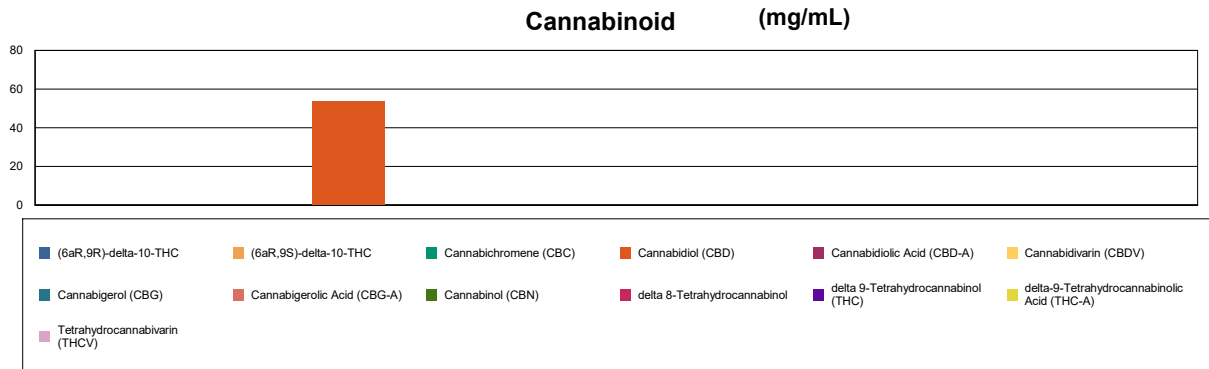 Cannabinoid (mg/mL)
80
60
40
20
0
(6aR,9R)-delta-10-THC
(6aR,9S)-delta-10-THC
Cannabichromene (CBC)
Cannabidiol (CBD)
Cannabidiolic Acid (CBD-A)
Cannabidivarin (CBDV)
Cannabigerol (CBG)
Cannabigerolic Acid (CBG-A)
Cannabinol (CBN)
delta 8-Tetrahydrocannabinol
delta 9-Tetrahydrocannabinol
(THC)
delta-9-Tetrahydrocannabinolic
Acid (THC-A)
Tetrahydrocannabivarin
(THCV)